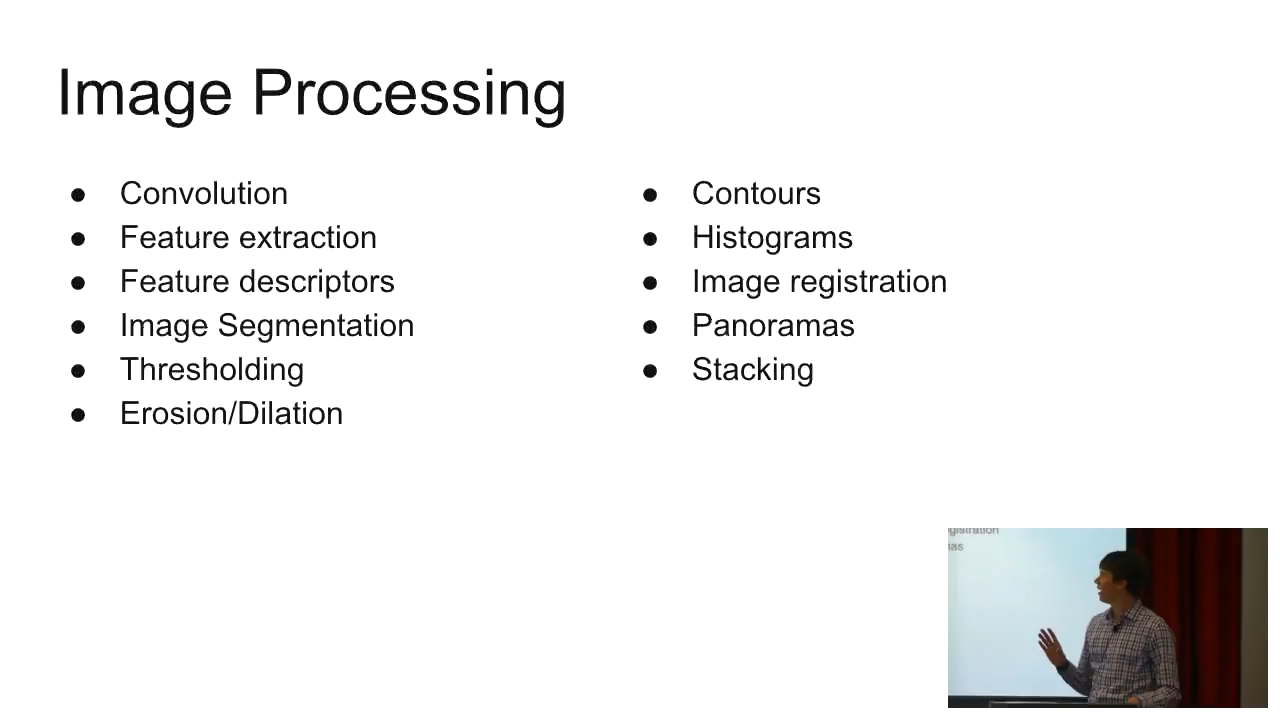 Image Processing
● Convolution
● Feature extraction
● Feature descriptors
● Image Segmentation
● Thresholding
● Erosion/Dilation
● Contours
● Histograms
● Image registration
● Panoramas
● Stacking